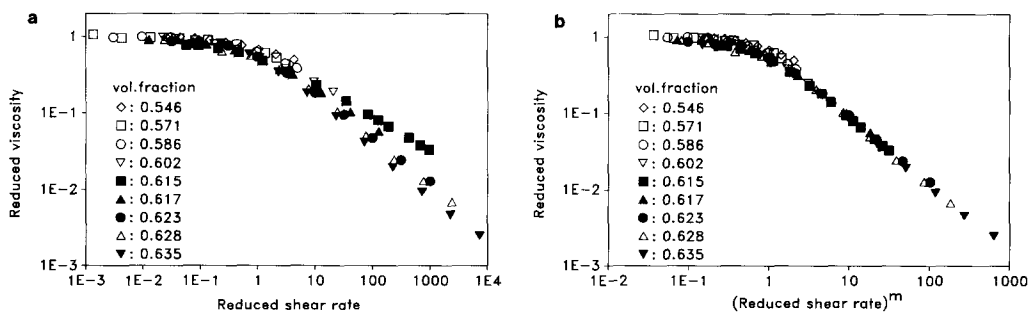 a
Reduced viscosity
1
1E-1
1E-2
1E-3
vol.fraction
◇ : 0.546
□ : 0.571
○ : 0.586
▽ : 0.602
■ : 0.615
▲ : 0.617
● : 0.623
△ : 0.628
▼ : 0.635
1E-3 1E-2 1E-1 1 10 100 1000 1E4
Reduced shear rate
b
Reduced viscosity
1
1E-1
1E-2
1E-3
vol.fraction
◇ : 0.546
□ : 0.571
○ : 0.586
▽ : 0.602
■ : 0.615
▲ : 0.617
● : 0.623
△ : 0.628
▼ : 0.635
1E-2 1E-1 1 10 100 1000
(Reduced shear rate)^m